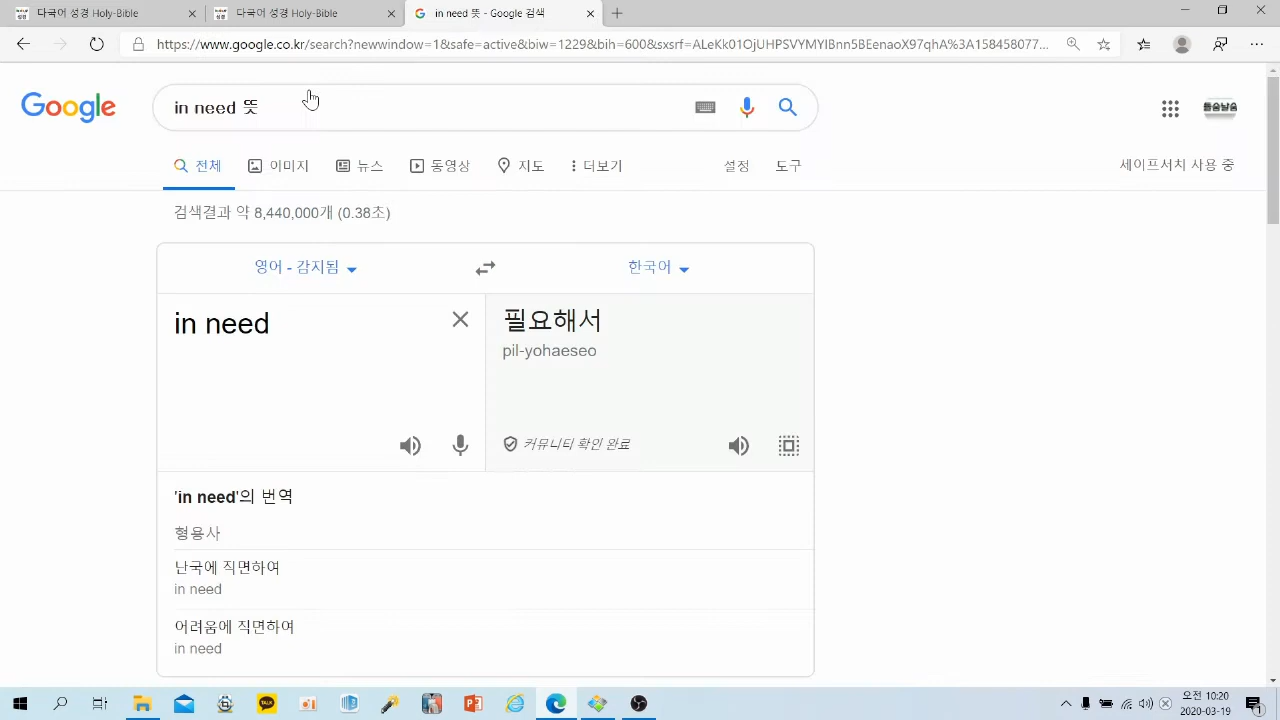 다국어 성경 Holy-Bible
다국어 성경 Holy-Bible
in need 뜻 - Google 검색
https://www.google.co.kr/search?newwindow=1&safe=active&biw=1229&bih=600&sxsrf=ALeKk01OjUHPSVYMYIBnn5BEenaoX97qhA%3A158458077...
Google
in need 뜻
돌솜날솜
전체
이미지
뉴스
동영상
지도
더보기
설정
도구
세이프서치 사용 중
검색결과 약 8,440,000개 (0.38초)
영어 - 감지됨
한국어
in need
필요해서
pil-yohaeseo
커뮤니티 확인 완료
'in need'의 번역
형용사
난국에 직면하여
in need
어려움에 직면하여
in need
오전 10:20
2020-03-19